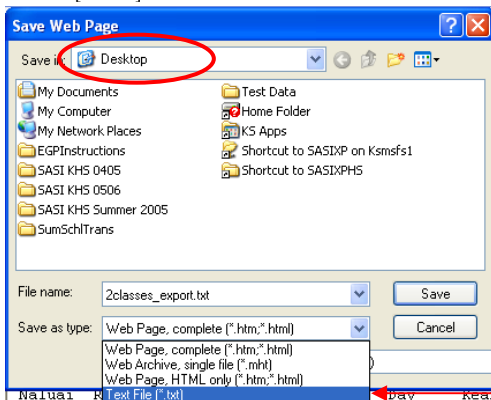 Save Web Page
Save in: Desktop
My Documents
My Computer
My Network Places
EGPInstructions
SASI KHS 0405
SASI KHS 0506
SASI KHS Summer 2005
SumSchlTrans
Test Data
Home Folder
KS Apps
Shortcut to SASIXP on Ksmsfs1
Shortcut to SASIXPHS
File name: 2classes_export.txt Save
Save as type: Web Page, complete (*.htm;*.html) Cancel
Web Page, complete (*.htm;*.html)
Web Archive, single file (*.mht)
Web Page, HTML only (*.htm;*.html)
Text File (*.txt)
Naluai Day